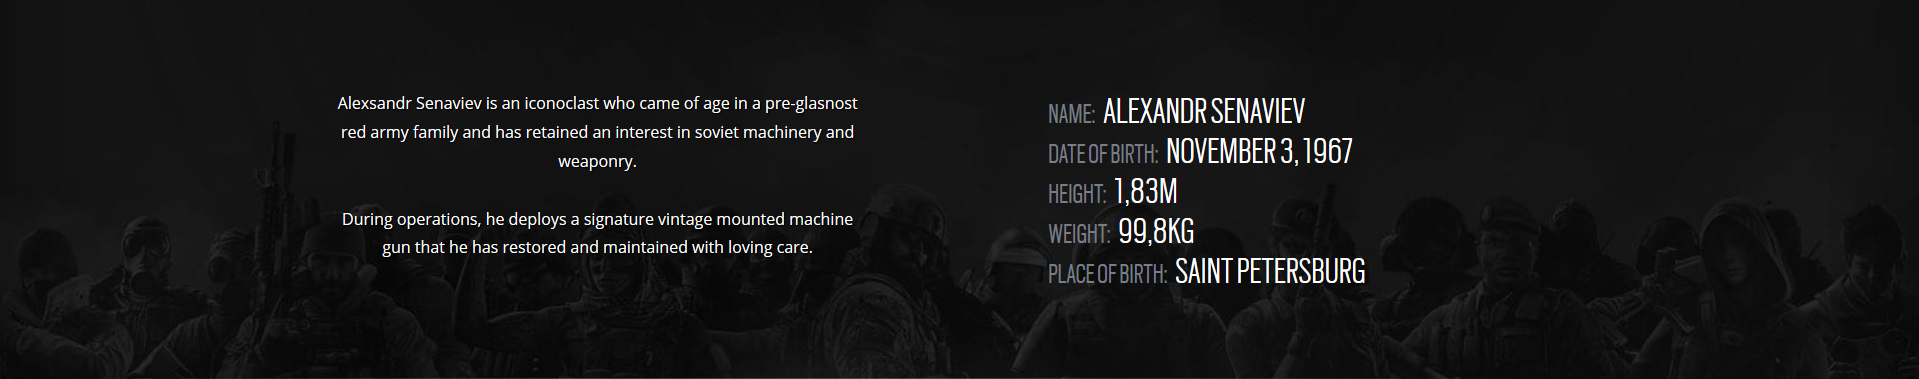 Alexsandr Senaviev is an iconoclast who came of age in a pre-glasnost
red army family and has retained an interest in soviet machinery and
weaponry.
During operations, he deploys a signature vintage mounted machine
gun that he has restored and maintained with loving care.
NAME: ALEXANDR SENAVIEV
DATE OF BIRTH: NOVEMBER 3, 1967
HEIGHT: 1,83M
WEIGHT: 99,8KG
PLACE OF BIRTH: SAINT PETERSBURG